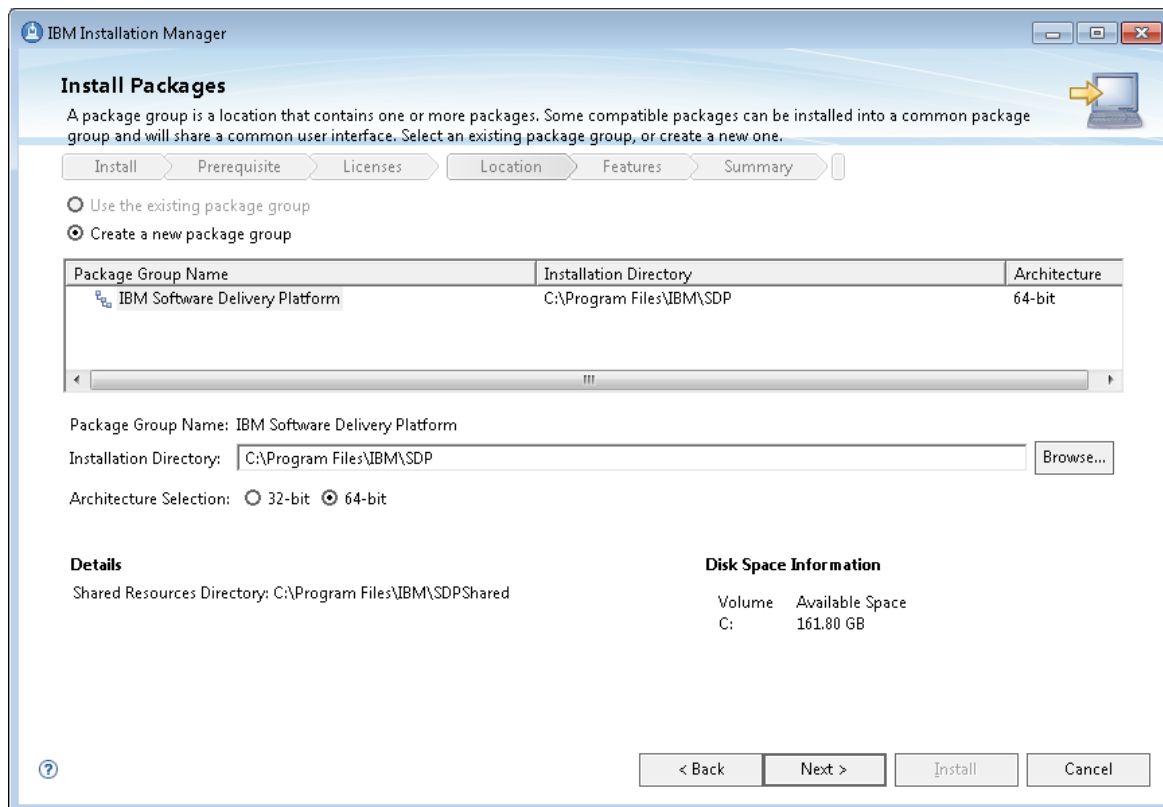 IBM Installation Manager
Install Packages
A package group is a location that contains one or more packages. Some compatible packages can be installed into a common package
group and will share a common user interface. Select an existing package group, or create a new one.
Install Prerequisite Licenses Location Features Summary
Use the existing package group
Create a new package group
Package Group Name Installation Directory Architecture
IBM Software Delivery Platform C:\Program Files\IBM\SDP 64-bit
Package Group Name: IBM Software Delivery Platform
Installation Directory: C:\Program Files\IBM\SDP Browse...
Architecture Selection: 32-bit 64-bit
Details Disk Space Information
Shared Resources Directory: C:\Program Files\IBM\SDPShared
Volume Available Space
C: 161.80 GB
? < Back Next > Install Cancel